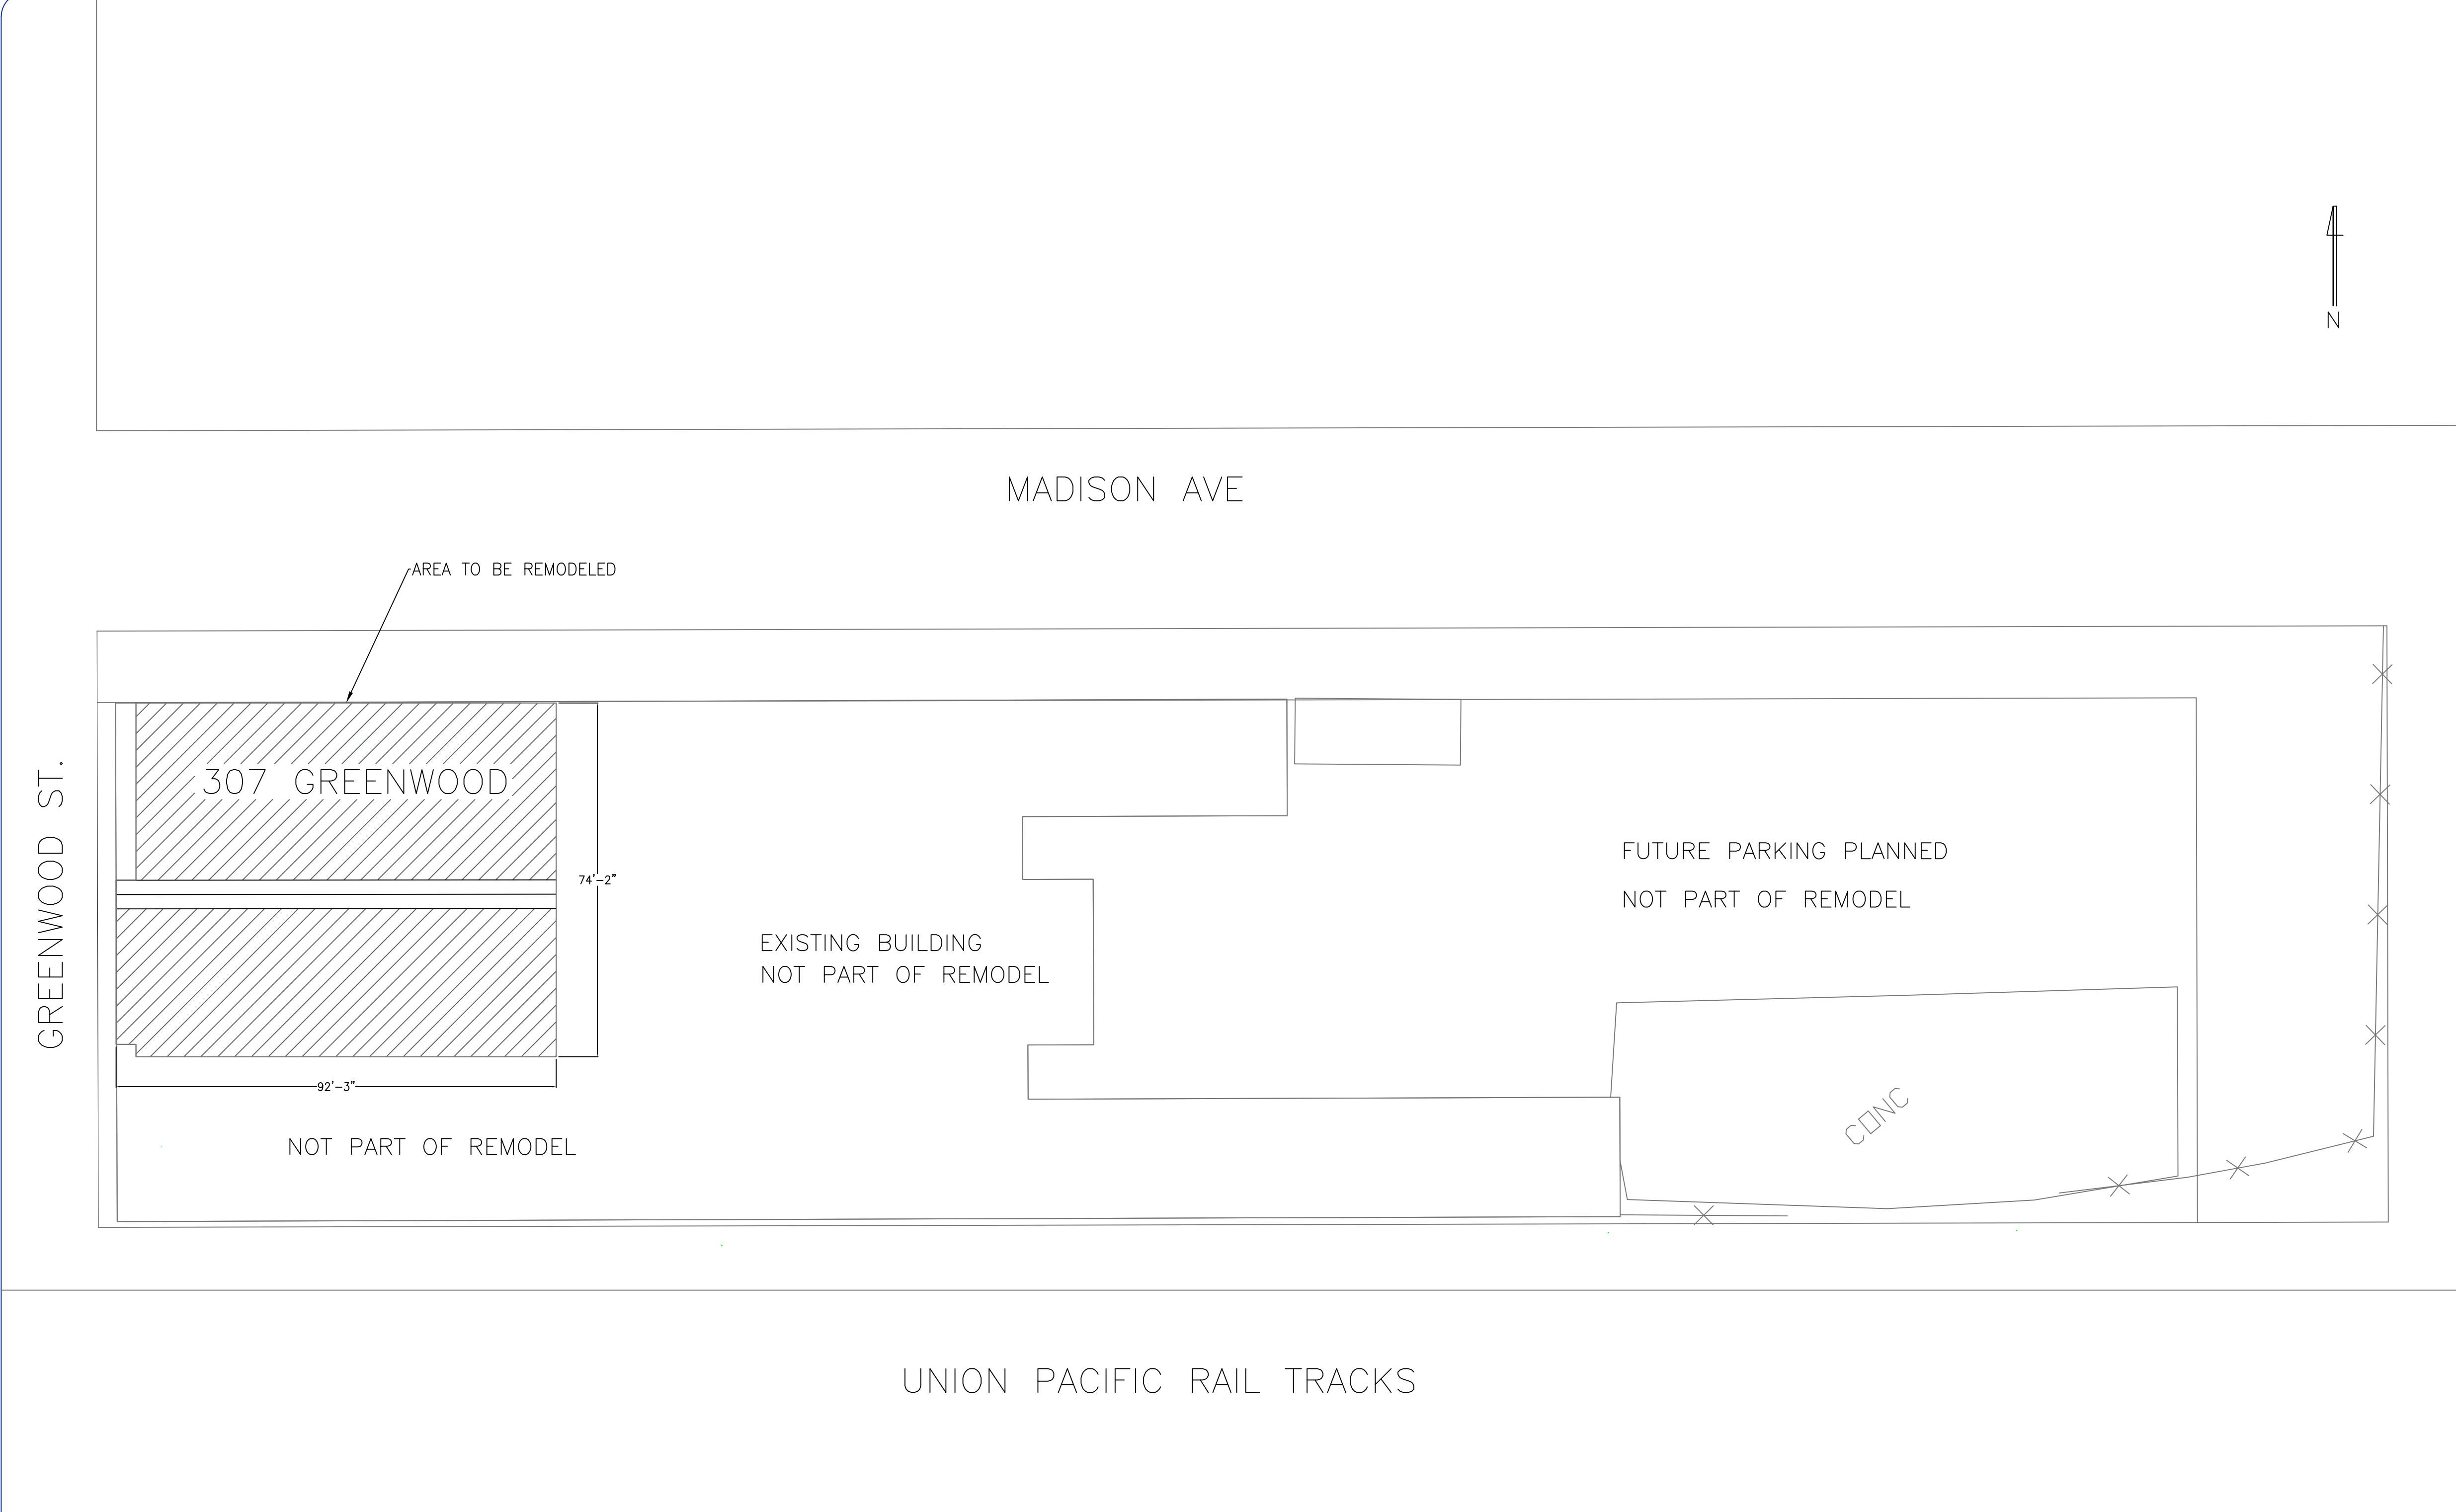 N
MADISON AVE
AREA TO BE REMODELED
307 GREENWOOD
GREENWOOD ST.
74'-2"
FUTURE PARKING PLANNED
NOT PART OF REMODEL
EXISTING BUILDING
NOT PART OF REMODEL
92'-3"
CONC
NOT PART OF REMODEL
UNION PACIFIC RAIL TRACKS